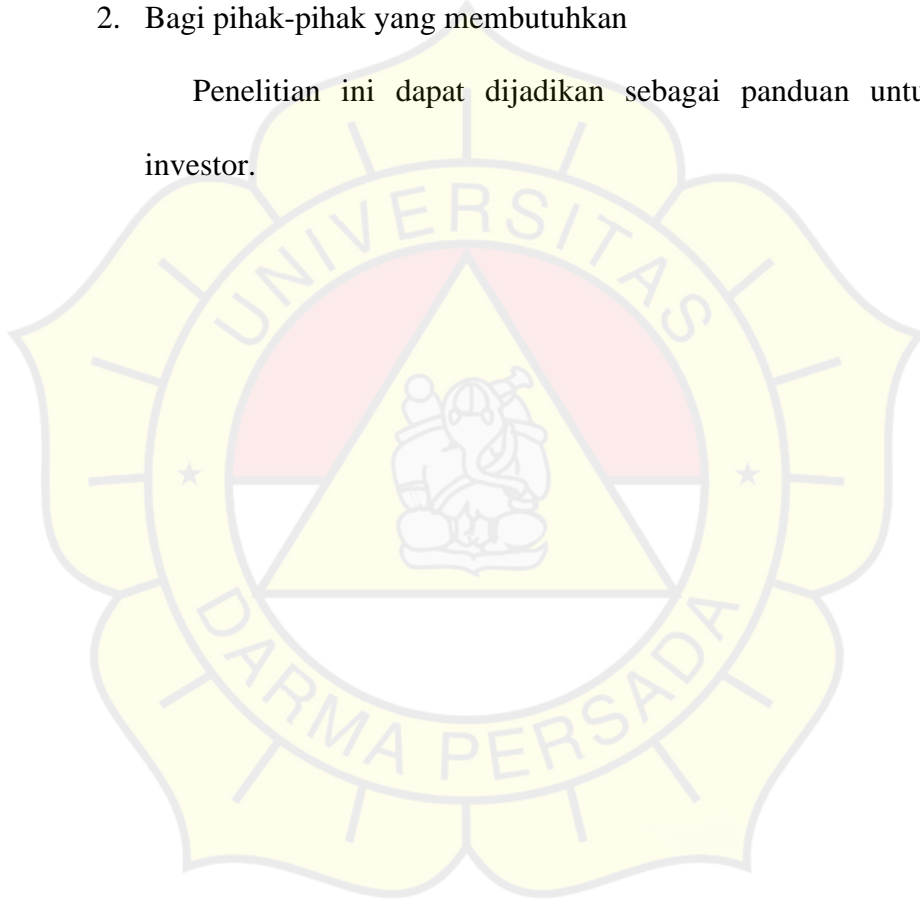 2. Bagi pihak-pihak yang membutuhkan
Penelitian ini dapat dijadikan sebagai panduan untu
investor.
UNIVERSITAS
DARMA PERSADA